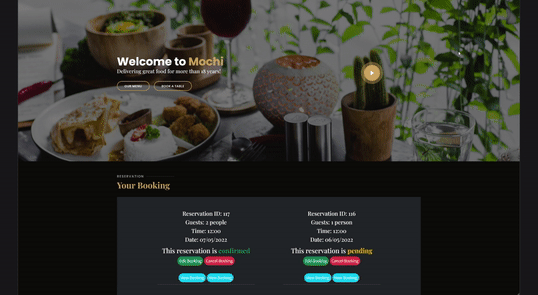 Welcome to Mochi
Delivering great food for more than 18 years!
OUR MENU
BOOK A TABLE
RESERVATION
Your Booking
Reservation ID: 117
Guests: 2 people
Time: 12:00
Date: 07/05/2022
This reservation is confirmed
Edit Booking Cancel Booking
View Booking New Booking
Reservation ID: 116
Guests: 1 person
Time: 12:00
Date: 06/05/2022
This reservation is pending
Edit Booking Cancel Booking
View Booking New Booking